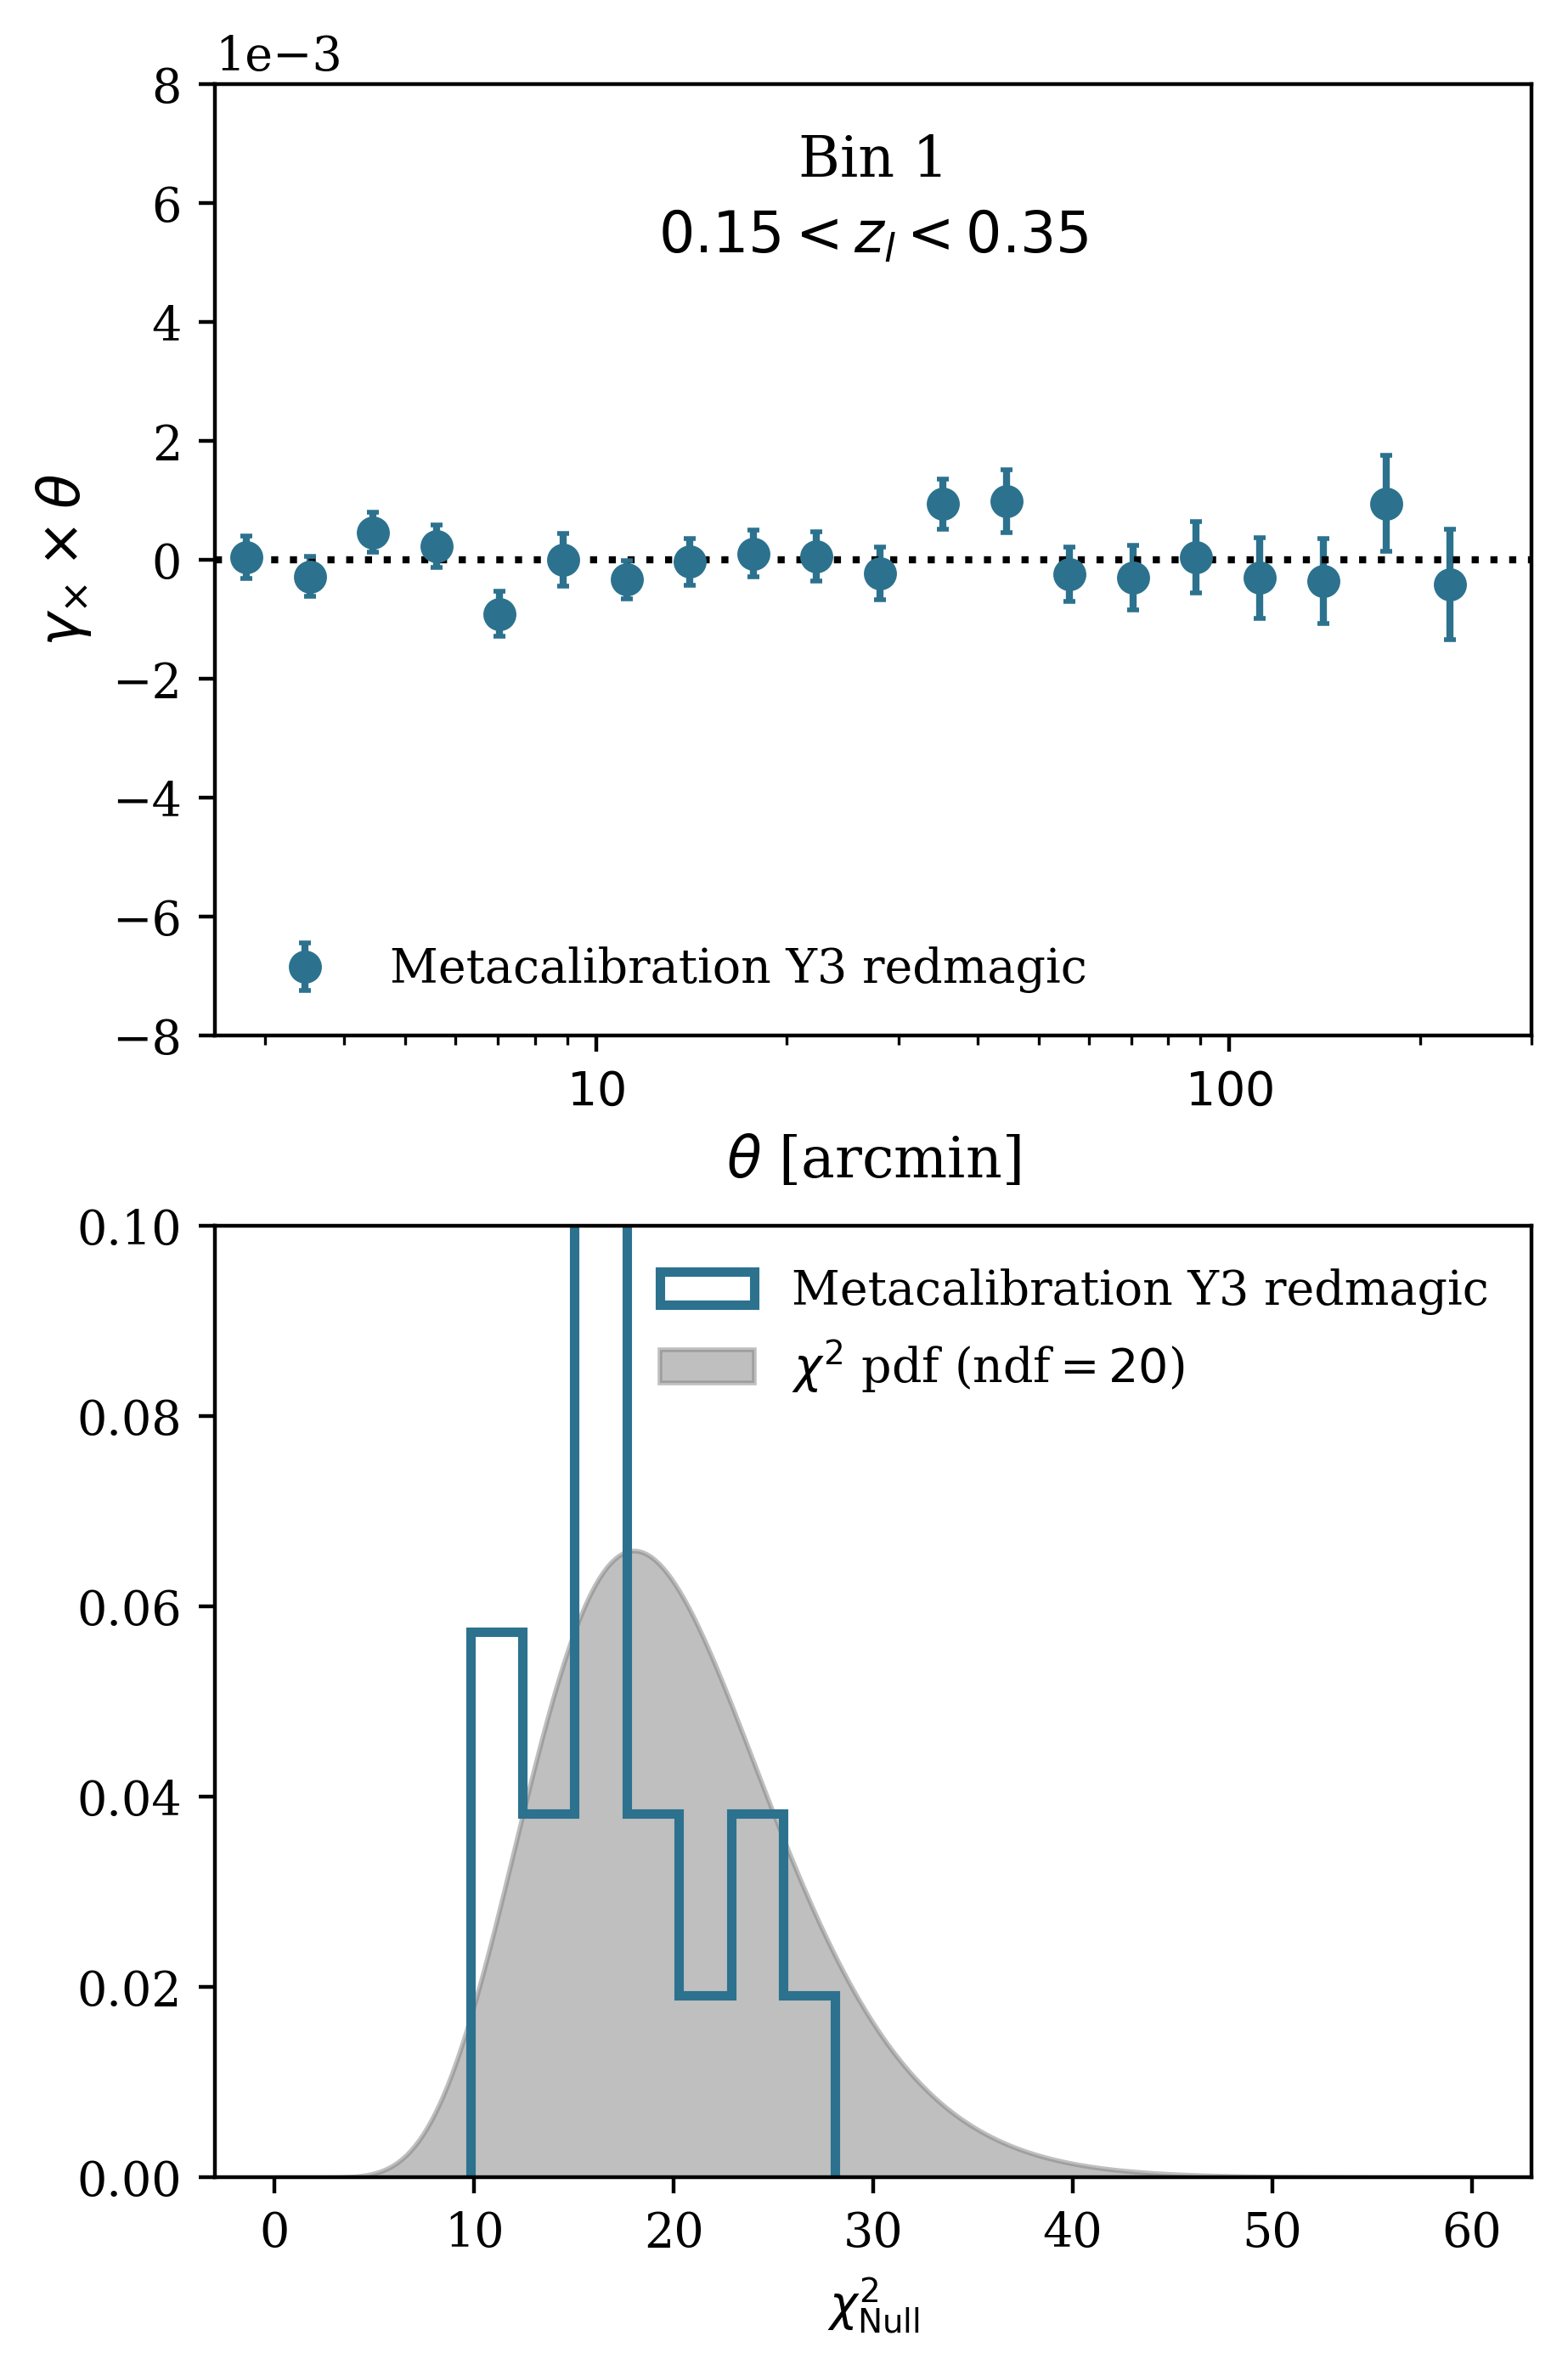 1e−3
8
6
4
2
0
−2
−4
−6
−8
γ× × θ
Bin 1
0.15 < z_l < 0.35
Metacalibration Y3 redmagic
10
100
θ [arcmin]
0.10
0.08
0.06
0.04
0.02
0.00
Metacalibration Y3 redmagic
χ² pdf (ndf = 20)
0
10
20
30
40
50
60
χ²Null